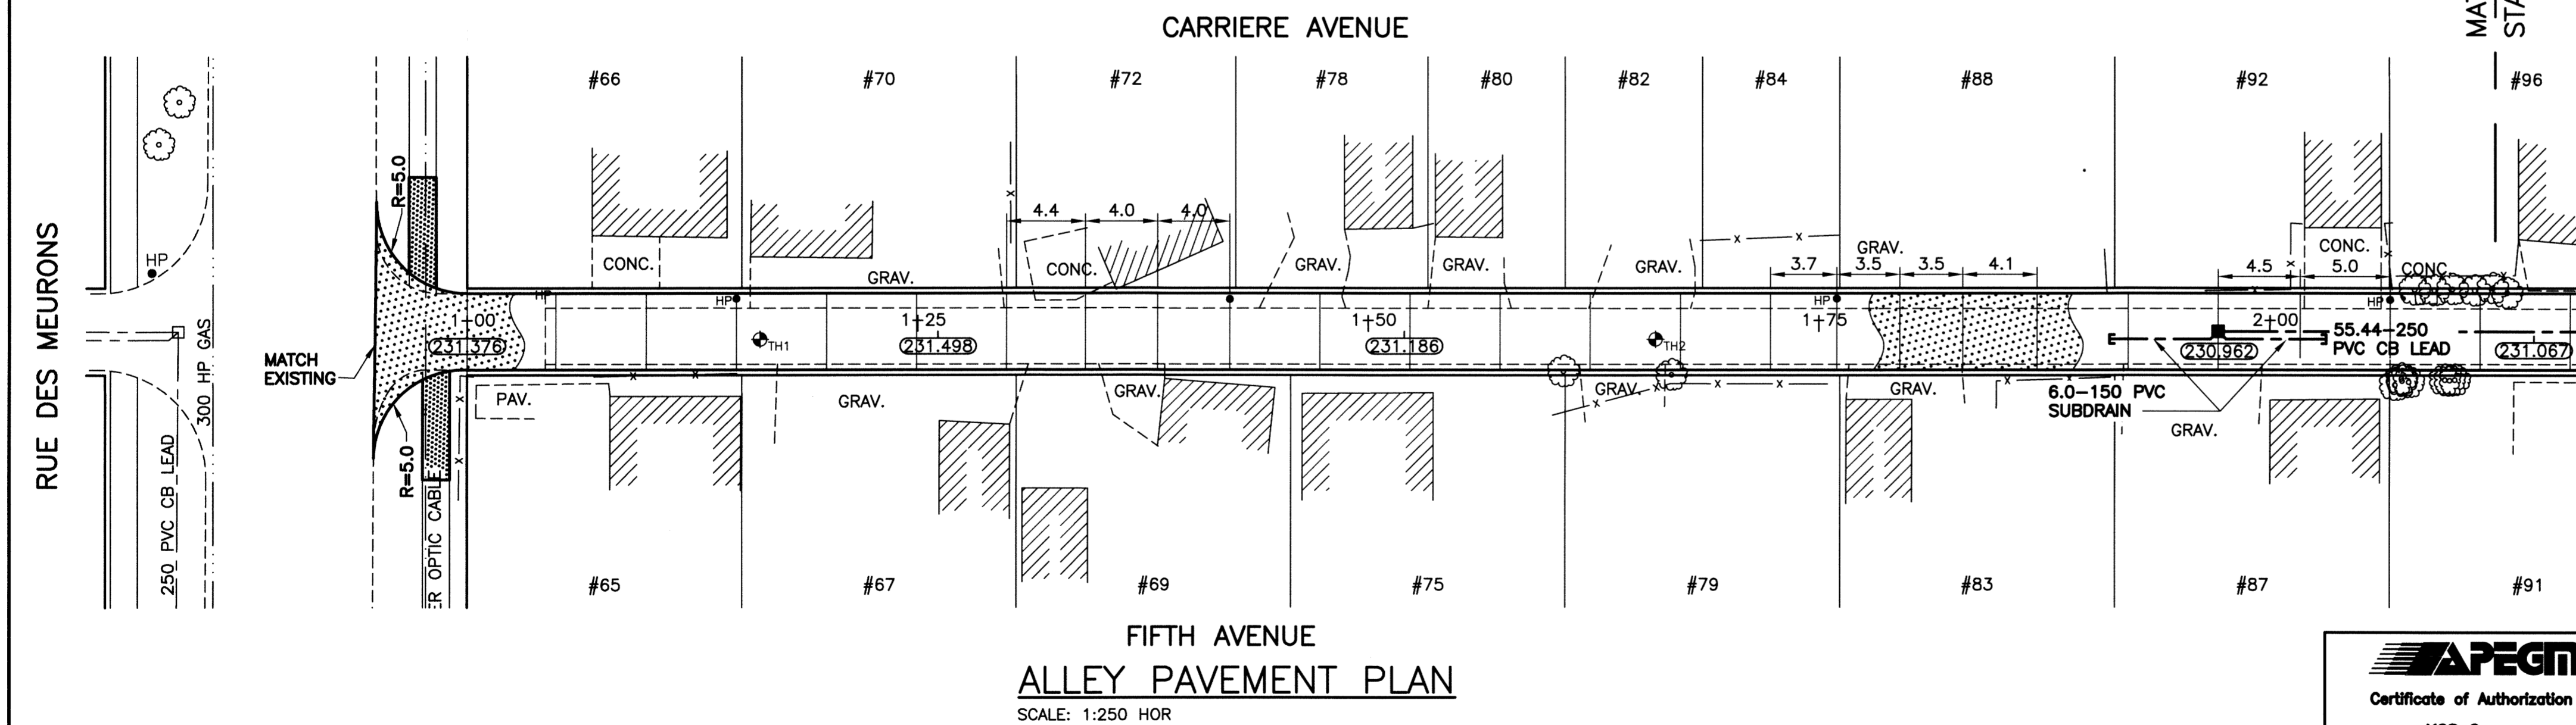 CARRIERE AVENUE
MAT
STA
#66
#70
#72
#78
#80
#82
#84
#88
#92
#96
R=5.0
HP
RUE DES MEURONS
300 HP GAS
250 PVC CB LEAD
MATCH
EXISTING
R=5.0
ER OPTIC CABLE
4.4
4.0
4.0
CONC.
GRAV.
CONC.
GRAV.
GRAV.
GRAV.
GRAV.
3.7
3.5
3.5
4.1
CONC.
4.5
5.0
CONC.
HP
HP
HP
HP
1+00
1+25
1+50
1+75
2+00
231.376
TH1
231.498
231.186
TH2
230.962
55.44-250
PVC CB LEAD
231.067
PAV.
GRAV.
GRAV.
GRAV.
GRAV.
6.0-150 PVC
SUBDRAIN
GRAV.
#65
#67
#69
#75
#79
#83
#87
#91
FIFTH AVENUE
ALLEY PAVEMENT PLAN
SCALE: 1:250 HOR
APEGM
Certificate of Authorization